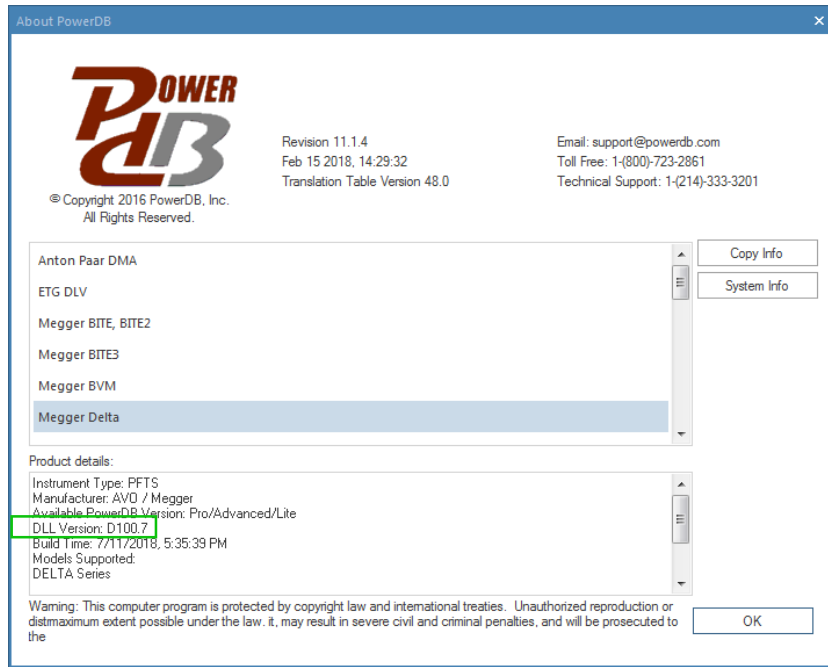 About PowerDB
POWER
PdB
© Copyright 2016 PowerDB, Inc.
All Rights Reserved.
Revision 11.1.4
Feb 15 2018, 14:29:32
Translation Table Version 48.0
Email: support@powerdb.com
Toll Free: 1-(800)-723-2861
Technical Support: 1-(214)-333-3201
Anton Paar DMA
ETG DLV
Megger BITE, BITE2
Megger BITE3
Megger BVM
Megger Delta
Copy Info
System Info
Product details:
Instrument Type: PFTS
Manufacturer: AVO / Megger
Available PowerDB Version: Pro/Advanced/Lite
DLL Version: D100.7
Build Time: 7/11/2018, 5:35:39 PM
Models Supported:
DELTA Series
Warning: This computer program is protected by copyright law and international treaties. Unauthorized reproduction or
distmaximum extent possible under the law. it, may result in severe civil and criminal penalties, and will be prosecuted to
the
OK